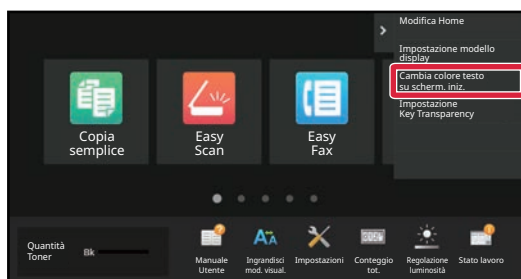 Modifica Home
Impostazione modello
display
Cambia colore testo
su scherm. iniz.
Impostazione
Key Transparency
Copia
semplice
Easy
Scan
Easy
Fax
Quantità
Toner
Bk
Manuale
Utente
Ingrandisci
mod. visual.
Impostazioni
Conteggio
tot.
Regolazione
luminosità
Stato lavoro